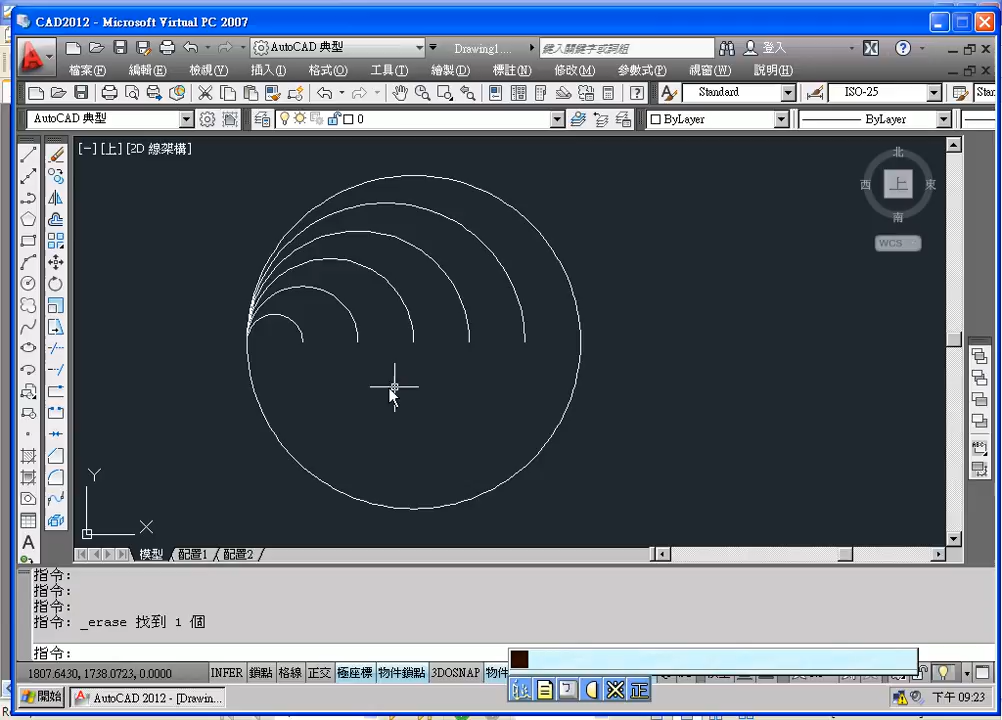 CAD2012 - Microsoft Virtual PC 2007
AutoCAD 典型
Drawing1....
鍵入關鍵字或詞組
登入
檔案(F) 編輯(E) 檢視(V) 插入(I) 格式(O) 工具(T) 繪製(D) 標註(N) 修改(M) 參數式(P) 視窗(W) 說明(H)
Standard ISO-25 Stan
AutoCAD 典型 0 ByLayer ByLayer
[−] [上] [2D 線架構]
北
西 上 東
南
WCS
Y
X
A
模型 配置1 配置2
指令:
指令:
指令:
指令: _erase 找到 1 個
指令:
1807.6430, 1738.0723, 0.0000 INFER 鎖點 格線 正交 極座標 物件鎖點 3DOSNAP 物件
正
開始 AutoCAD 2012 - [Drawin... 下午 09:23